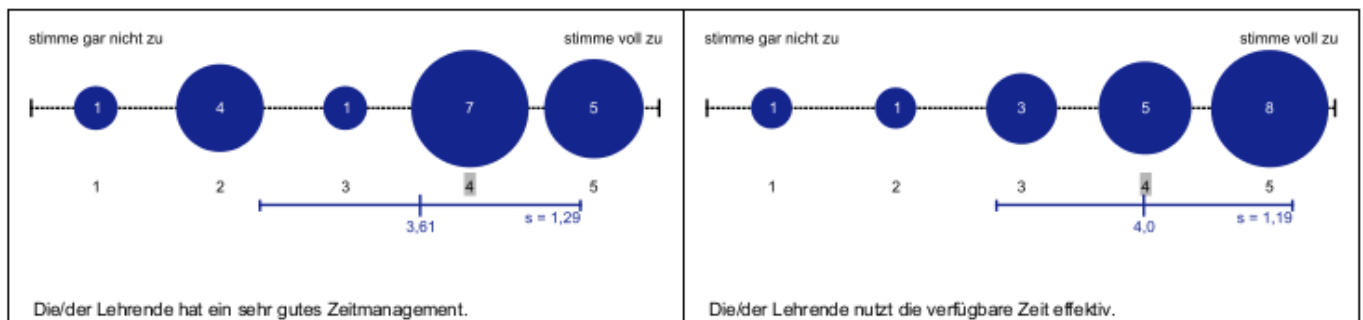 stimme gar nicht zu stimme voll zu
1 4 1 7 5
1 2 3 4 5
s = 1,29
3,61
Die/der Lehrende hat ein sehr gutes Zeitmanagement.
stimme gar nicht zu stimme voll zu
1 1 3 5 8
1 2 3 4 5
s = 1,19
4,0
Die/der Lehrende nutzt die verfügbare Zeit effektiv.